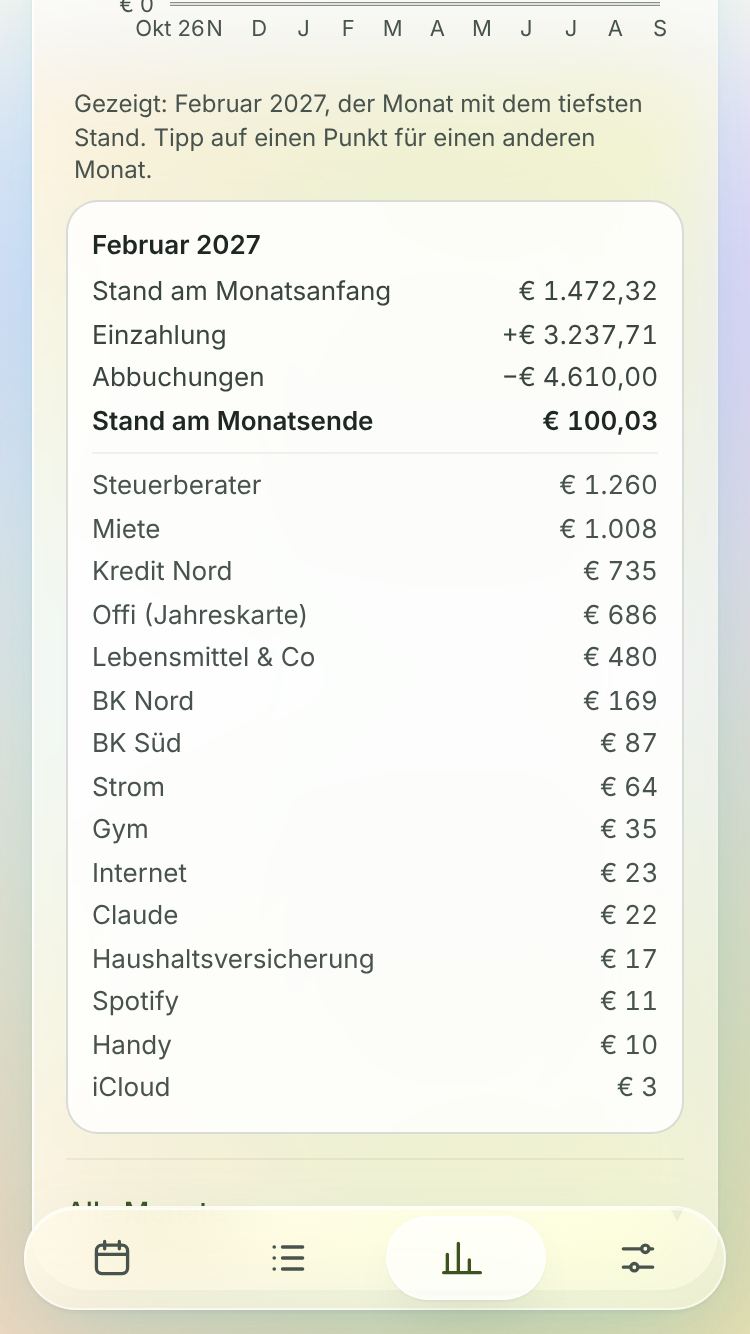 € 0
Okt 26 N D J F M A M J J A S
Gezeigt: Februar 2027, der Monat mit dem tiefsten
Stand. Tipp auf einen Punkt für einen anderen
Monat.
Februar 2027
Stand am Monatsanfang € 1.472,32
Einzahlung +€ 3.237,71
Abbuchungen −€ 4.610,00
Stand am Monatsende € 100,03
Steuerberater € 1.260
Miete € 1.008
Kredit Nord € 735
Offi (Jahreskarte) € 686
Lebensmittel & Co € 480
BK Nord € 169
BK Süd € 87
Strom € 64
Gym € 35
Internet € 23
Claude € 22
Haushaltsversicherung € 17
Spotify € 11
Handy € 10
iCloud € 3